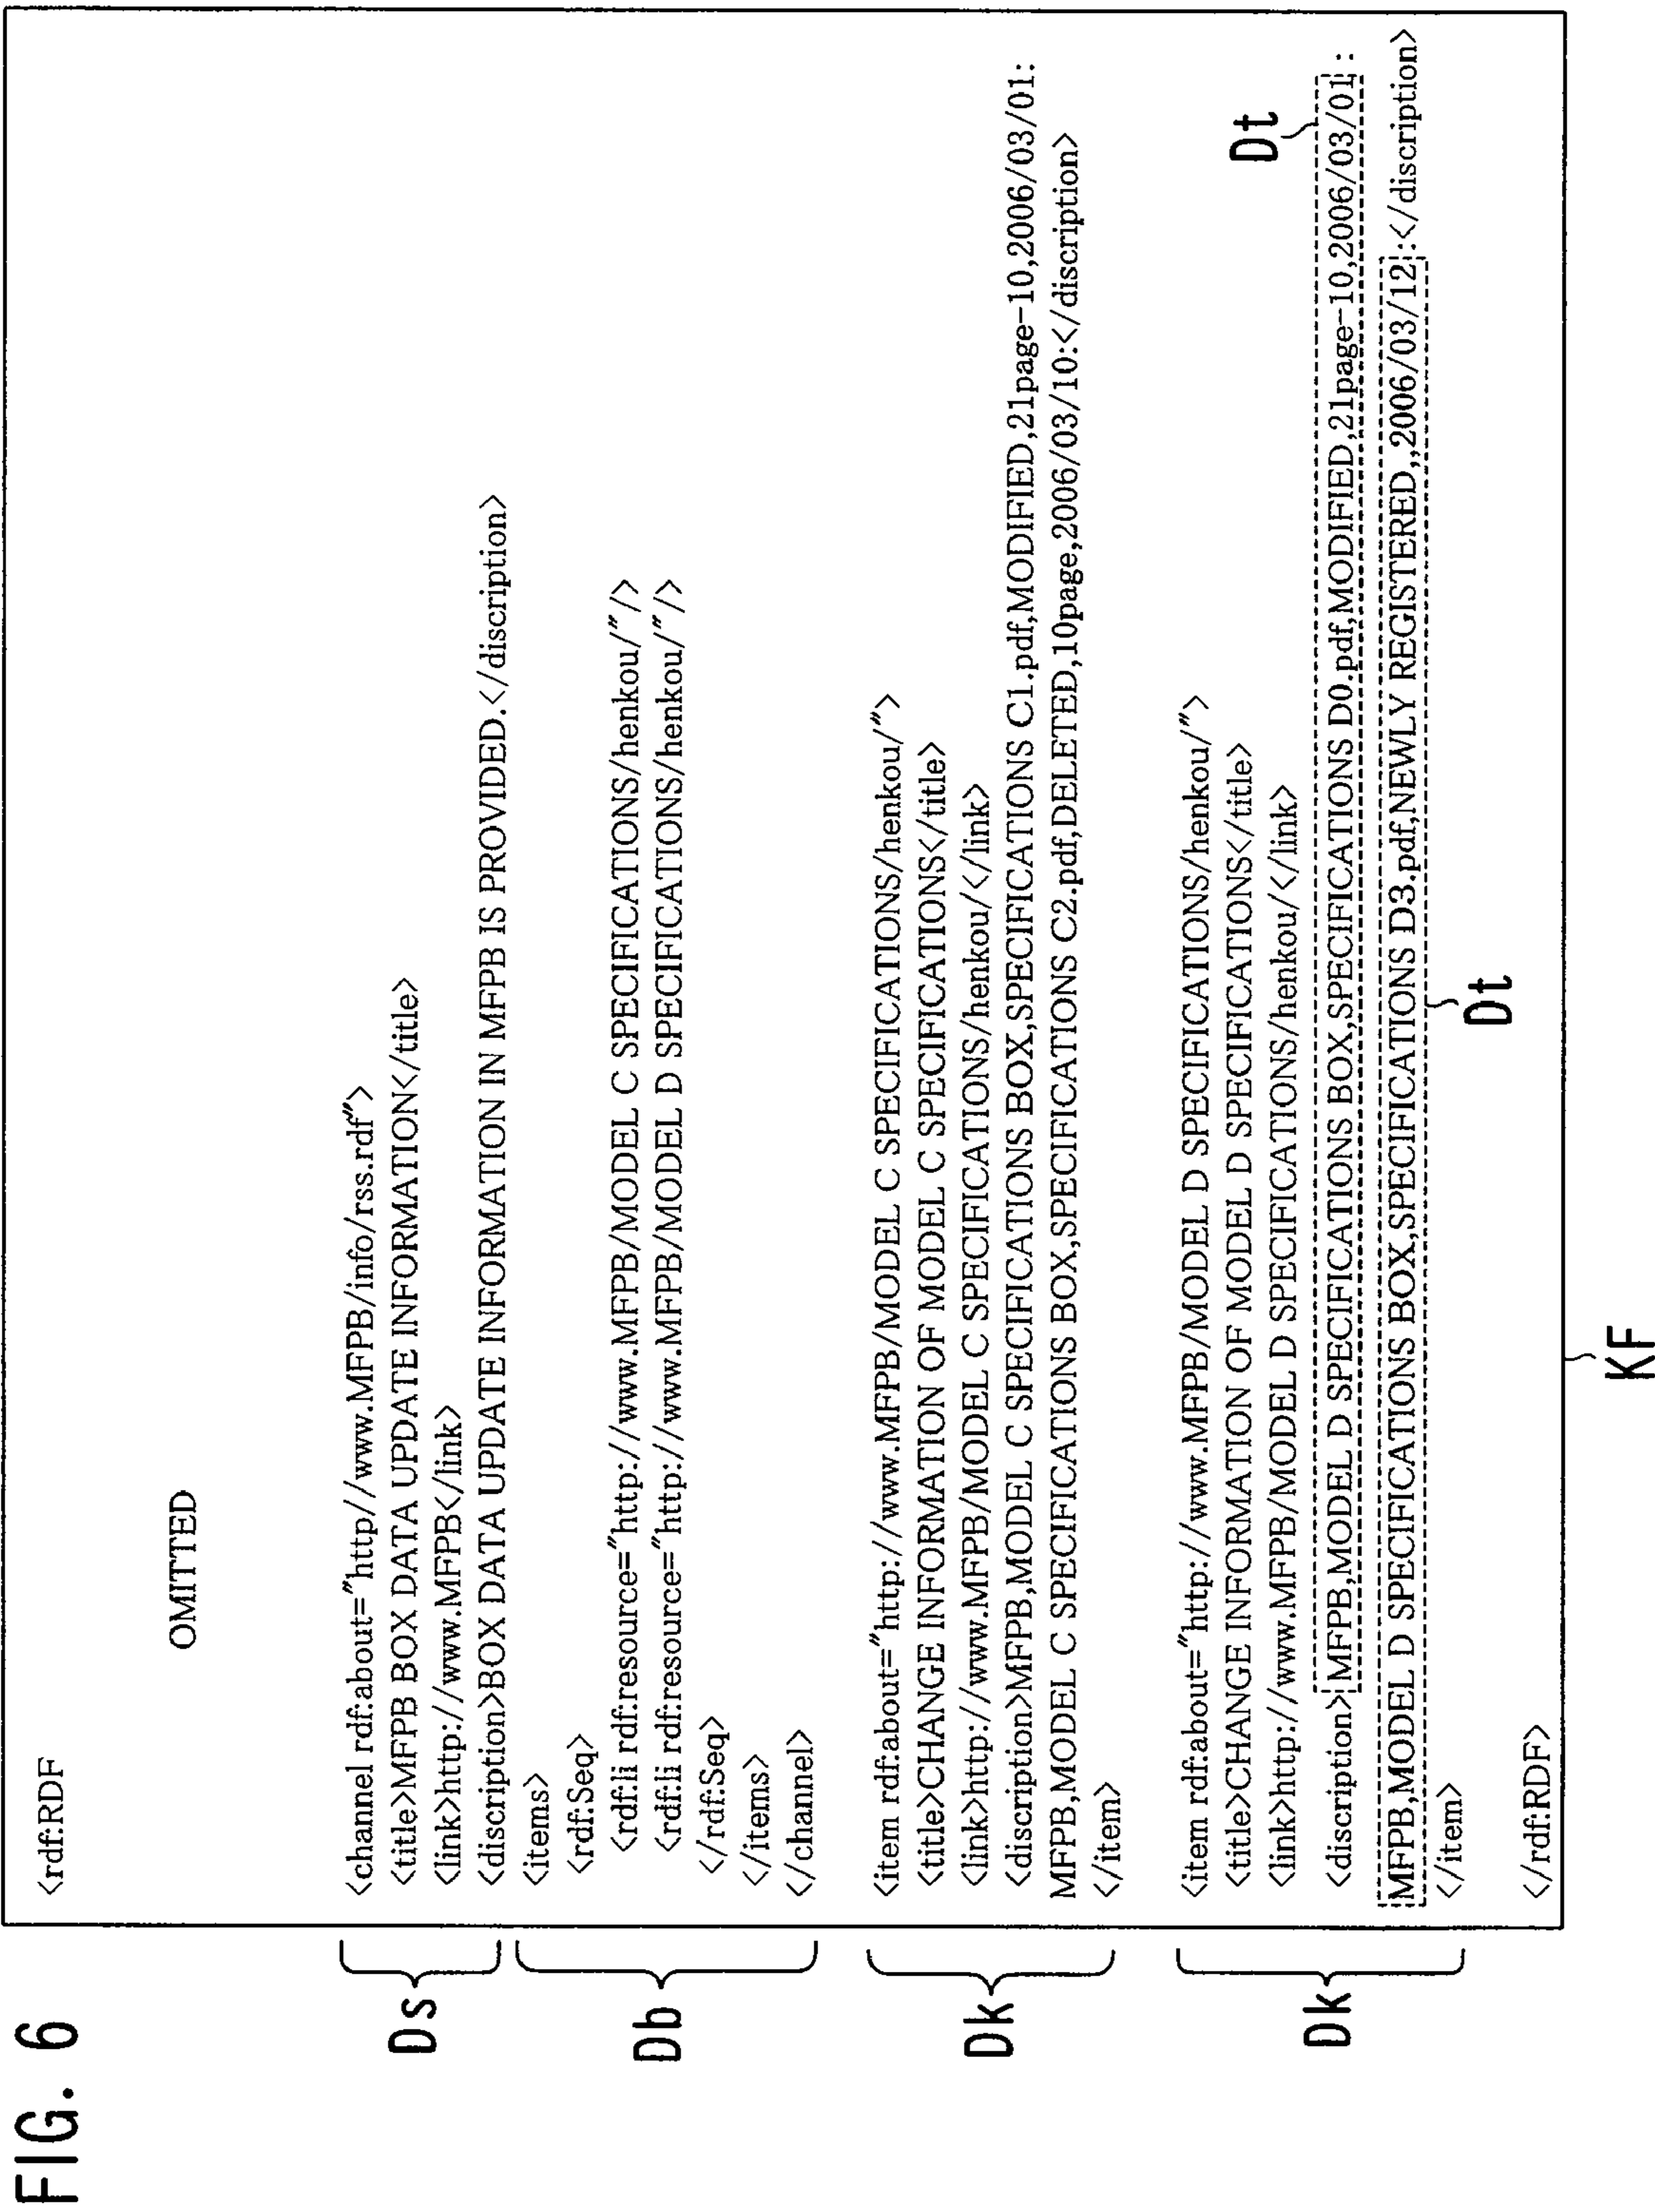 FIG. 6
<rdf:RDF
OMITTED
Ds
<channel rdf:about="http//www.MFPB/info/rss.rdf">
<title>MFPB BOX DATA UPDATE INFORMATION</title>
<link>http://www.MFPB</link>
<discription>BOX DATA UPDATE INFORMATION IN MFPB IS PROVIDED.</discription>
Db
<items>
<rdf:Seq>
<rdf:li rdf:resource="http://www.MFPB/MODEL C SPECIFICATIONS/henkou/"/>
<rdf:li rdf:resource="http://www.MFPB/MODEL D SPECIFICATIONS/henkou/"/>
</rdf:Seq>
</items>
</channel>
Dk
<item rdf:about="http://www.MFPB/MODEL C SPECIFICATIONS/henkou/">
<title>CHANGE INFORMATION OF MODEL C SPECIFICATIONS</title>
<link>http://www.MFPB/MODEL C SPECIFICATIONS/henkou/</link>
<discription>MFPB,MODEL C SPECIFICATIONS BOX,SPECIFICATIONS C1.pdf,MODIFIED,21page-10,2006/03/01:
MFPB,MODEL C SPECIFICATIONS BOX,SPECIFICATIONS C2.pdf,DELETED,10page,2006/03/10:</discription>
</item>
Dk
<item rdf:about="http://www.MFPB/MODEL D SPECIFICATIONS/henkou/">
<title>CHANGE INFORMATION OF MODEL D SPECIFICATIONS</title>
<link>http://www.MFPB/MODEL D SPECIFICATIONS/henkou/</link>
Dt
<discription>MFPB,MODEL D SPECIFICATIONS BOX,SPECIFICATIONS D0.pdf,MODIFIED,21page-10,2006/03/01:
MFPB,MODEL D SPECIFICATIONS BOX,SPECIFICATIONS D3.pdf,NEWLY REGISTERED,,2006/03/12:</discription>
</item>
Dt
</rdf:RDF>
KF